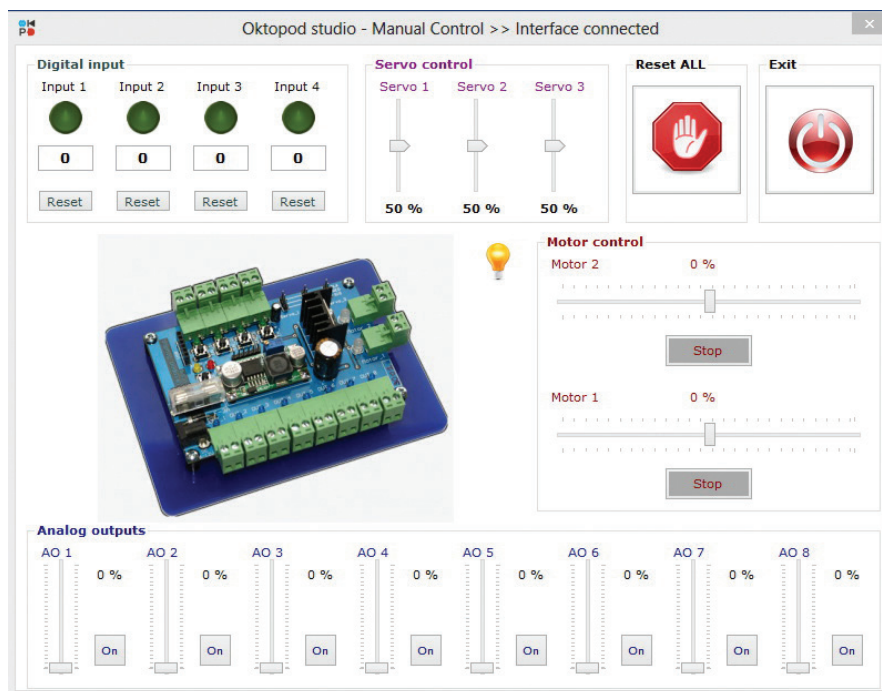 Oktopod studio - Manual Control >> Interface connected
Digital input
Input 1 Input 2 Input 3 Input 4
0 0 0 0
Reset Reset Reset Reset
Servo control
Servo 1 Servo 2 Servo 3
50 % 50 % 50 %
Reset ALL
Exit
Motor control
Motor 2 0 %
Stop
Motor 1 0 %
Stop
Analog outputs
AO 1 AO 2 AO 3 AO 4 AO 5 AO 6 AO 7 AO 8
0 % 0 % 0 % 0 % 0 % 0 % 0 % 0 %
On On On On On On On On